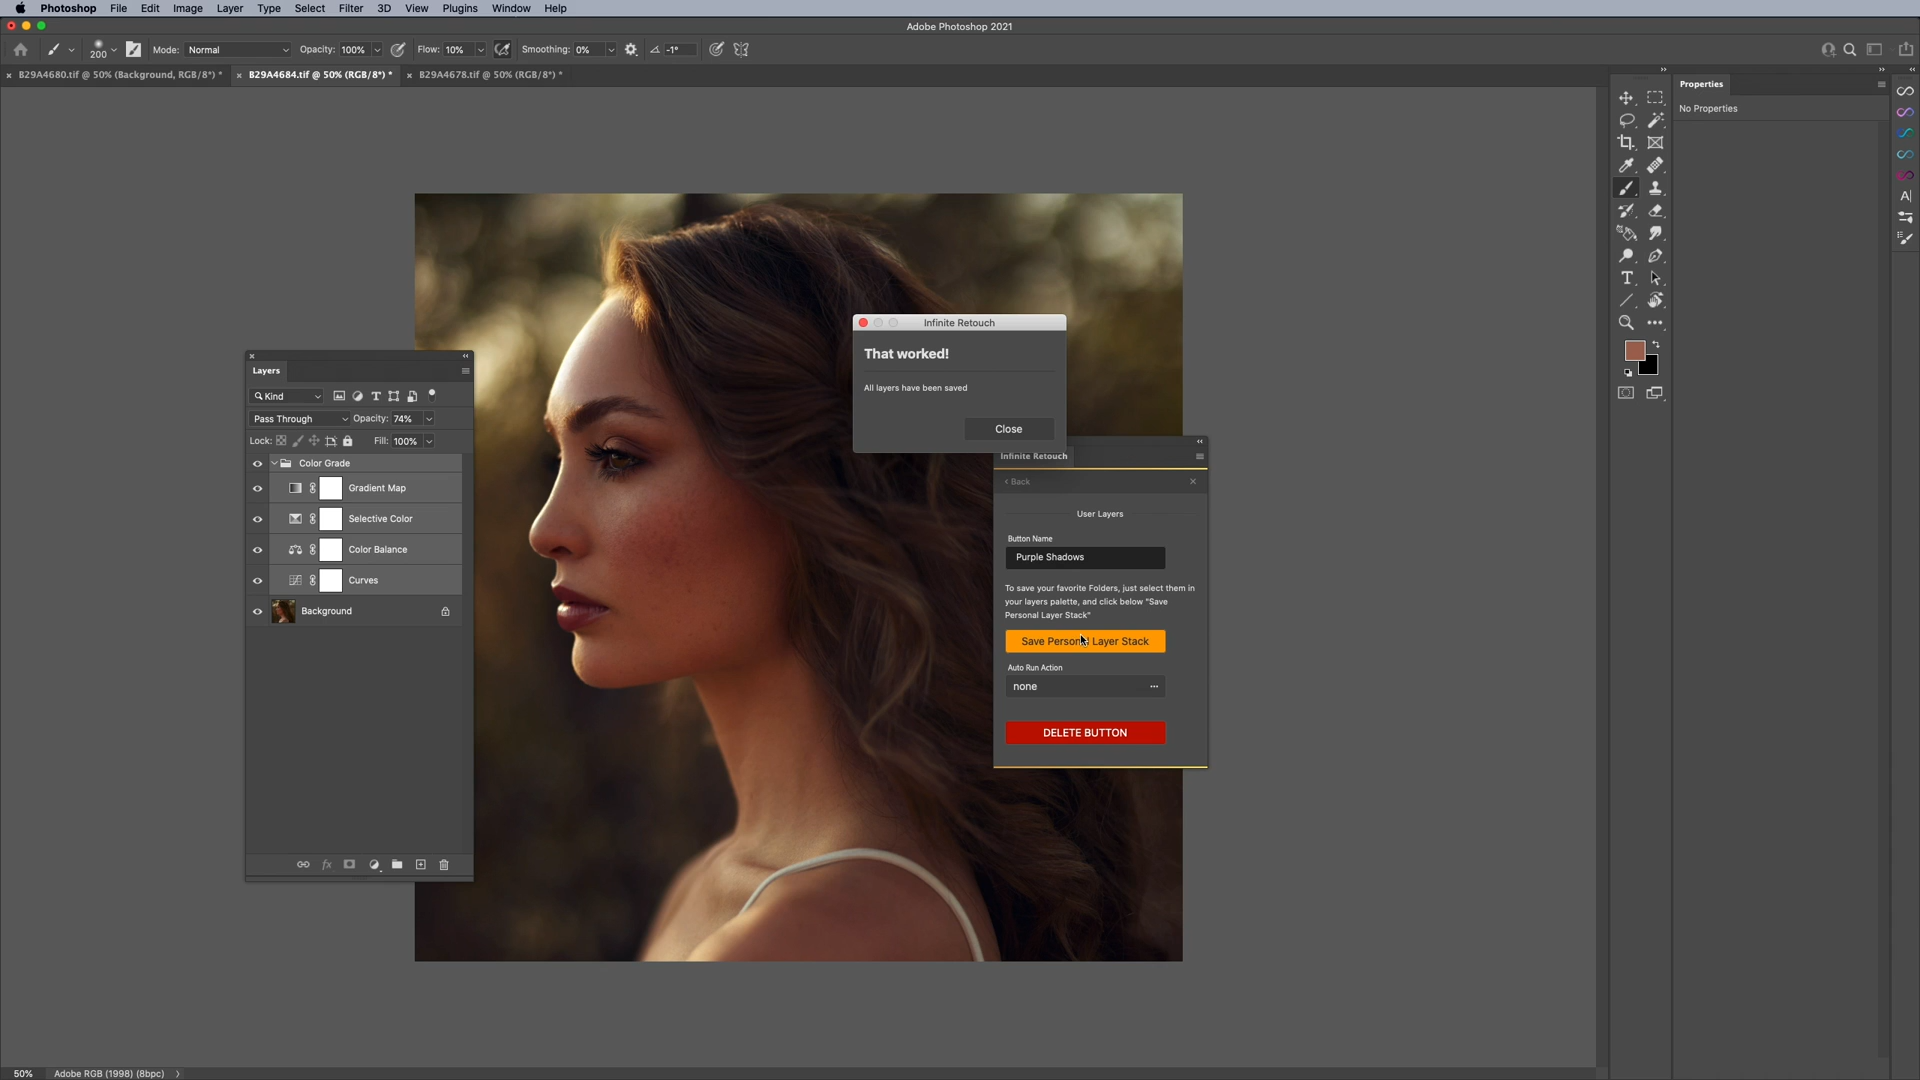 Photoshop File Edit Image Layer Type Select Filter 3D View Plugins Window Help
Adobe Photoshop 2021
200 Mode: Normal Opacity: 100% Flow: 10% Smoothing: 0% -1°
B29A4680.tif @ 50% (Background, RGB/8*) * B29A4684.tif @ 50% (RGB/8*) * B29A4678.tif @ 50% (RGB/8*) *
Properties
No Properties
Infinite Retouch
That worked!
All layers have been saved
Close
Layers
Kind
Pass Through Opacity: 74%
Lock: Fill: 100%
Color Grade
Gradient Map
Selective Color
Color Balance
Curves
Background
Infinite Retouch
Back
User Layers
Button Name
Purple Shadows
To save your favorite Folders, just select them in
your layers palette, and click below "Save
Personal Layer Stack"
Save Personal Layer Stack
Auto Run Action
none
DELETE BUTTON
50% Adobe RGB (1998) (8bpc)